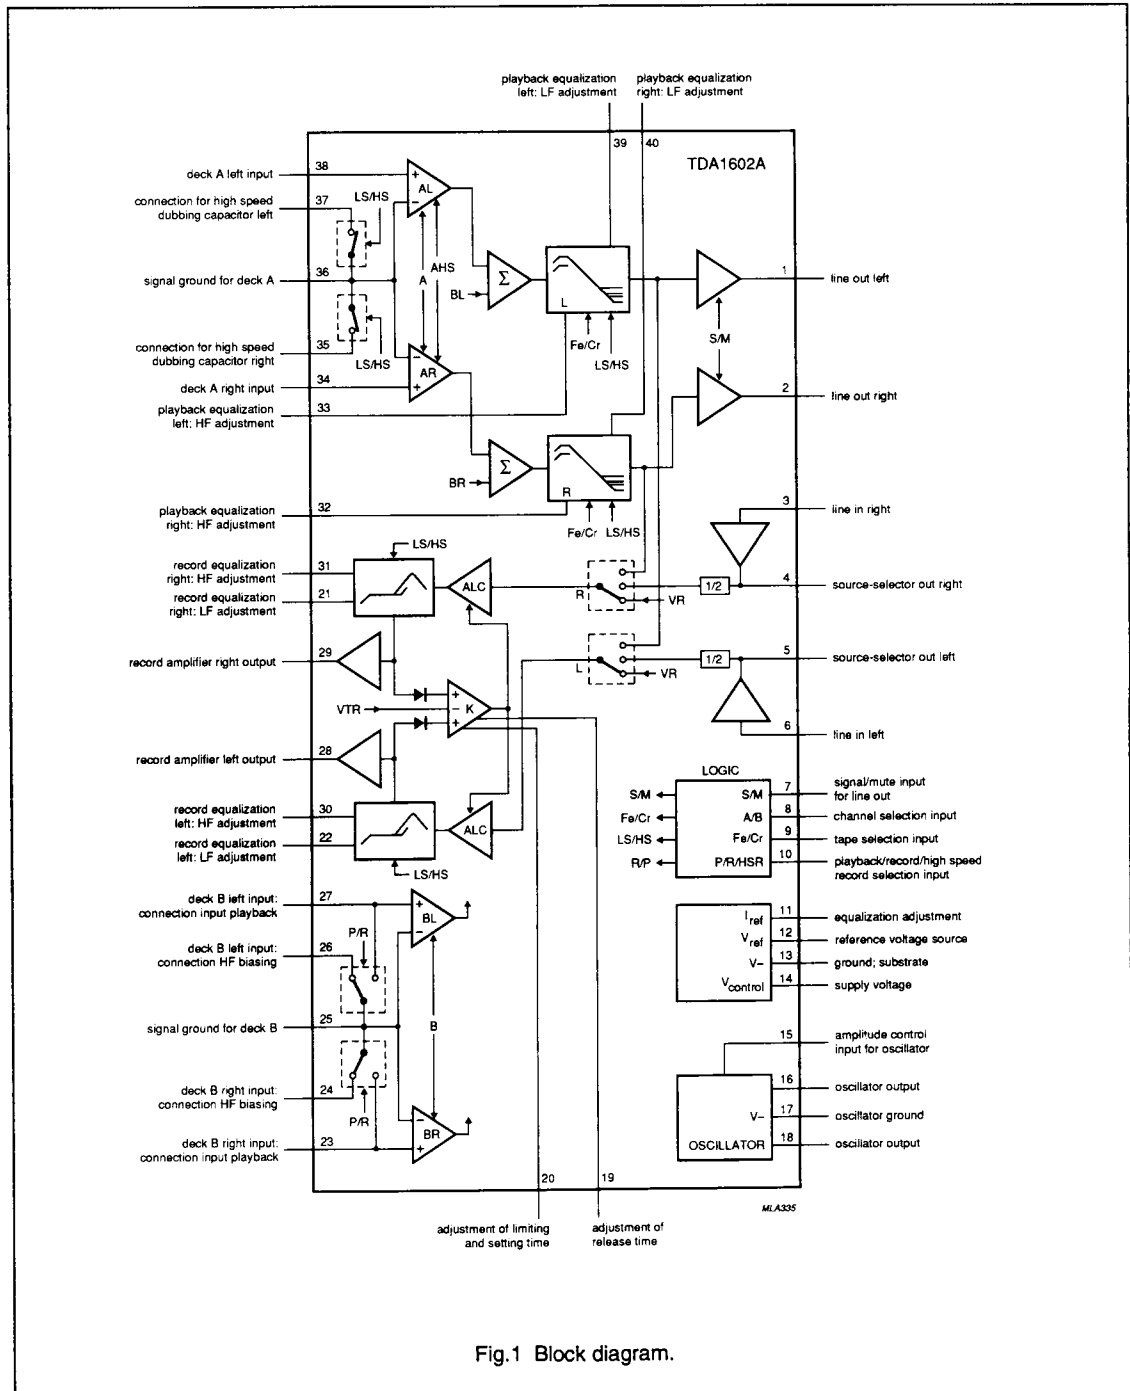 playback equalization
left: LF adjustment
playback equalization
right: LF adjustment
39
40
TDA1602A
deck A left input
38
connection for high speed
dubbing capacitor left
37
LS/HS
signal ground for deck A
36
connection for high speed
dubbing capacitor right
35
LS/HS
deck A right input
34
playback equalization
left: HF adjustment
33
playback equalization
right: HF adjustment
32
+
AL
−
A
AHS
−
AR
+
BL
Σ
L
Fe/Cr
LS/HS
BR
Σ
R
Fe/Cr
LS/HS
S/M
1
line out left
2
line out right
3
line in right
4
source-selector out right
1/2
5
source-selector out left
1/2
6
line in left
R
VR
L
VR
record equalization
right: HF adjustment
31
record equalization
right: LF adjustment
21
LS/HS
ALC
record amplifier right output
29
VTR
+
−
K
+
record amplifier left output
28
record equalization
left: HF adjustment
30
record equalization
left: LF adjustment
22
LS/HS
ALC
deck B left input:
connection input playback
27
deck B left input:
connection HF biasing
26
P/R
signal ground for deck B
25
deck B right input:
connection HF biasing
24
P/R
deck B right input:
connection input playback
23
+
BL
−
B
−
BR
+
LOGIC
S/M
Fe/Cr
LS/HS
R/P
S/M
A/B
Fe/Cr
P/R/HSR
7
signal/mute input
for line out
8
channel selection input
9
tape selection input
10
playback/record/high speed
record selection input
Iref
11
equalization adjustment
Vref
12
reference voltage source
V−
13
ground; substrate
Vcontrol
14
supply voltage
15
amplitude control
input for oscillator
16
oscillator output
V−
17
oscillator ground
OSCILLATOR
18
oscillator output
20
19
adjustment of limiting
and setting time
adjustment of
release time
MLA335
Fig.1 Block diagram.